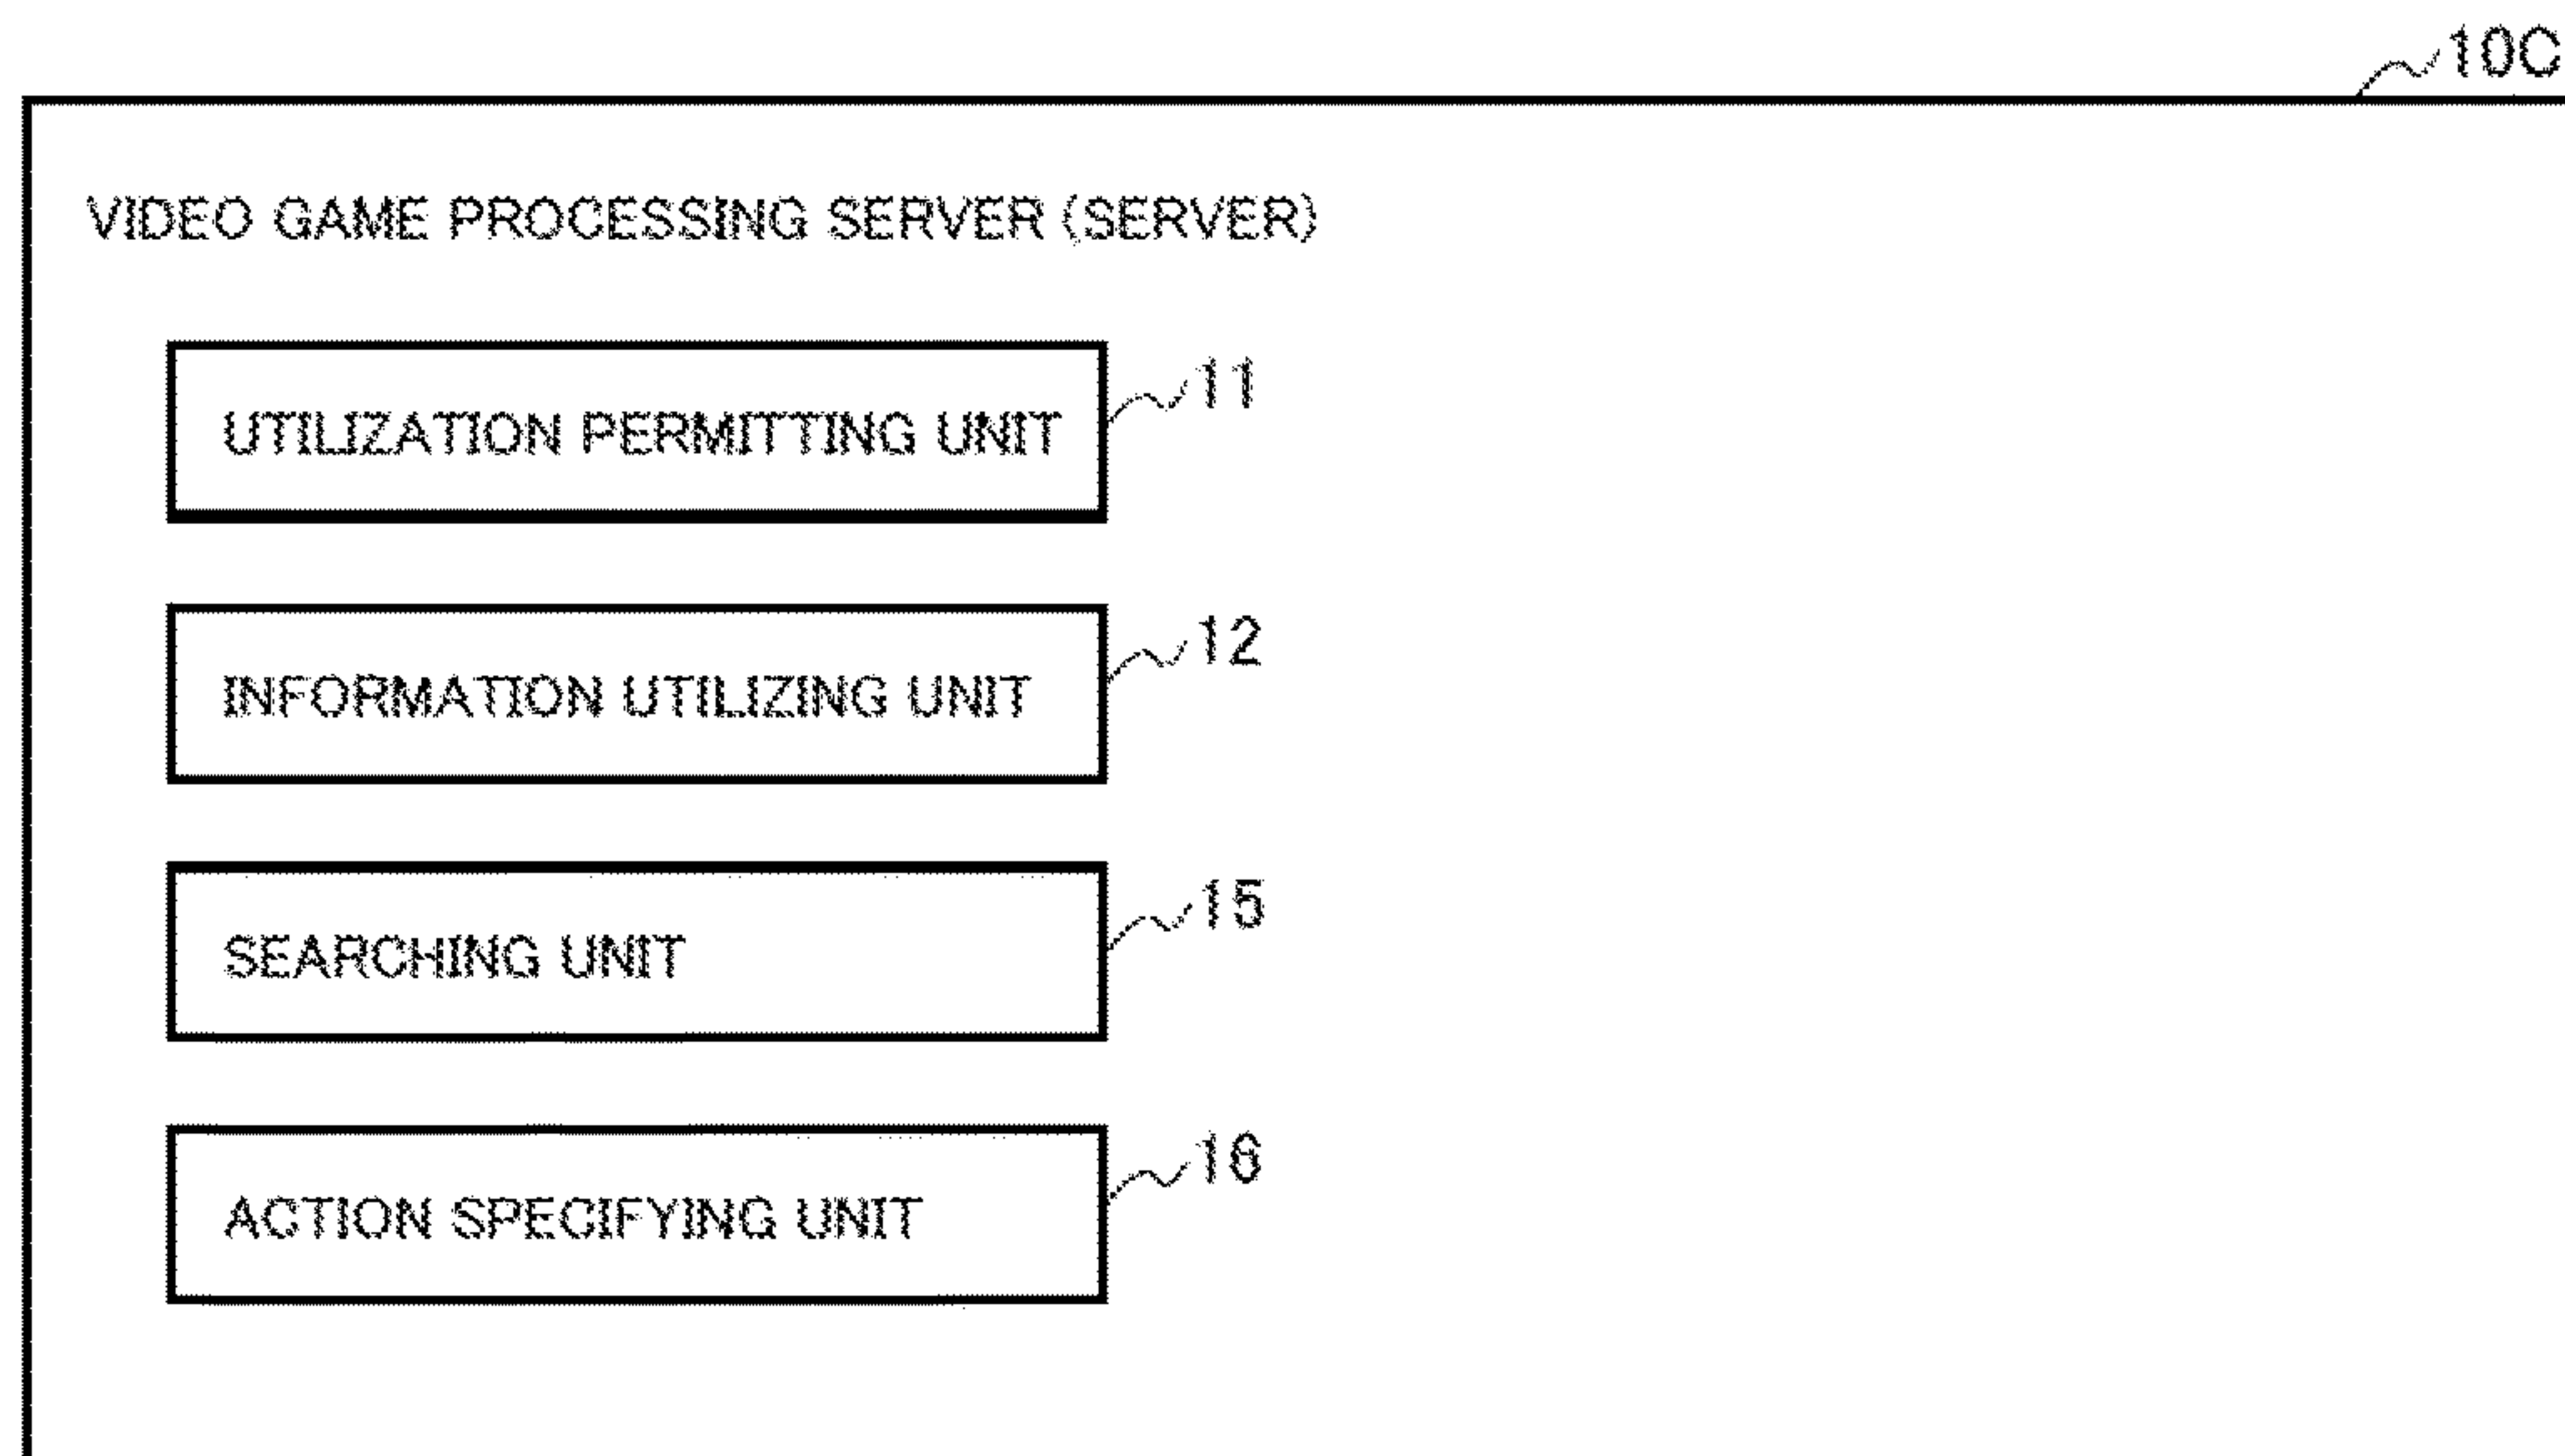 10C
VIDEO GAME PROCESSING SERVER (SERVER)
11
UTILIZATION PERMITTING UNIT
12
INFORMATION UTILIZING UNIT
15
SEARCHING UNIT
16
ACTION SPECIFYING UNIT